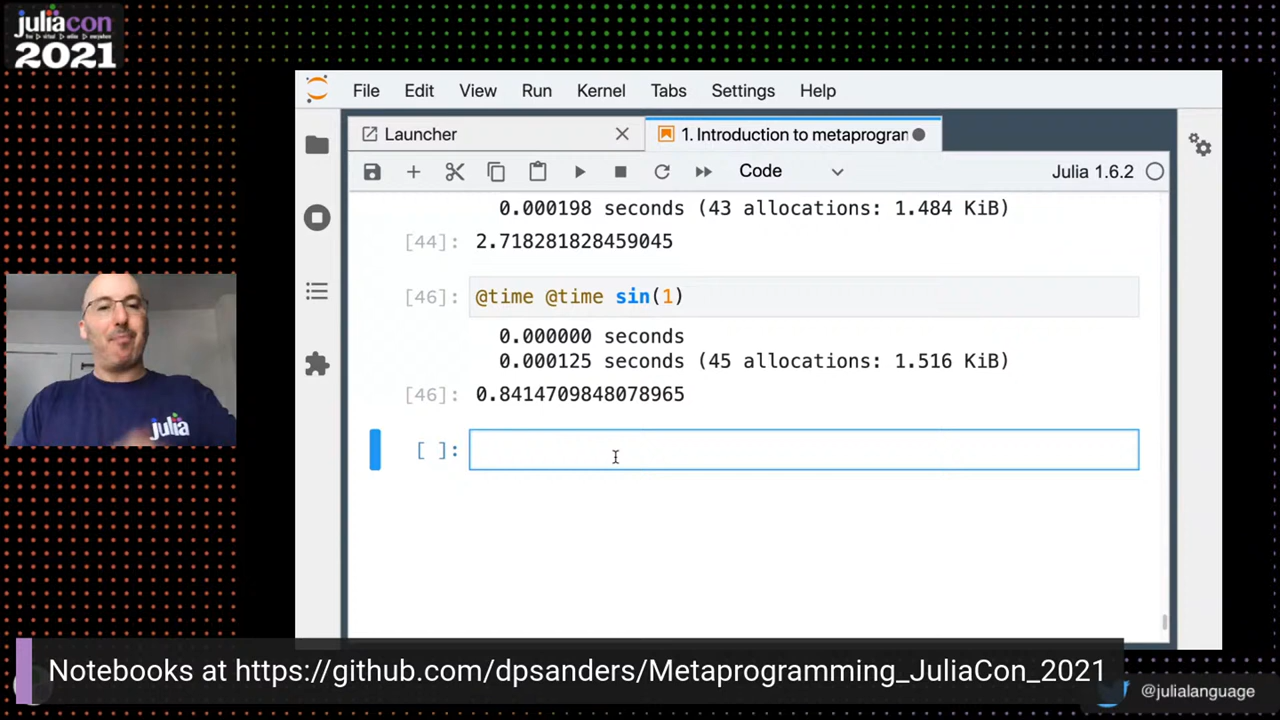 juliacon
2021
File Edit View Run Kernel Tabs Settings Help
Launcher
1. Introduction to metaprogram
Code
Julia 1.6.2
0.000198 seconds (43 allocations: 1.484 KiB)
[44]: 2.718281828459045
[46]: @time @time sin(1)
0.000000 seconds
0.000125 seconds (45 allocations: 1.516 KiB)
[46]: 0.8414709848078965
[ ]:
julia
Notebooks at https://github.com/dpsanders/Metaprogramming_JuliaCon_2021
@julialanguage